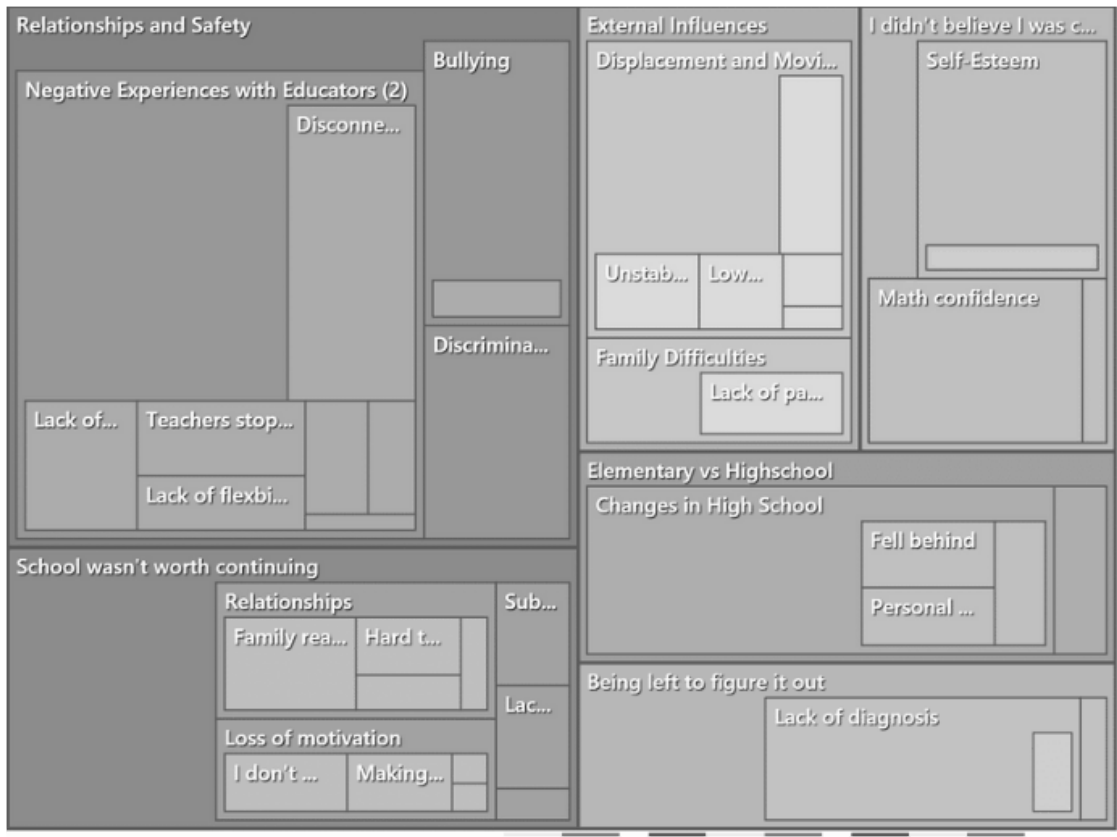 Relationships and Safety
Negative Experiences with Educators (2)
Disconne...
Lack of...
Teachers stop...
Lack of flexbi...
Bullying
Discrimina...
School wasn't worth continuing
Relationships
Family rea...
Hard t...
Loss of motivation
I don't ...
Making...
Sub...
Lac...
External Influences
Displacement and Movi...
Unstab...
Low...
Family Difficulties
Lack of pa...
I didn't believe I was c...
Self-Esteem
Math confidence
Elementary vs Highschool
Changes in High School
Fell behind
Personal ...
Being left to figure it out
Lack of diagnosis